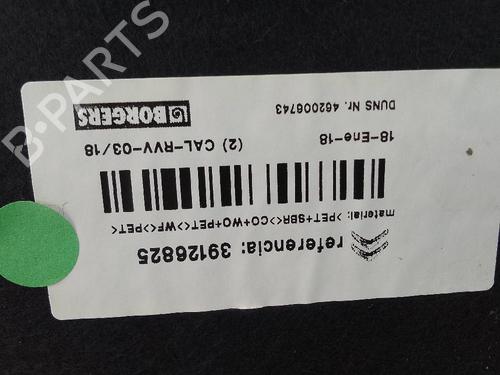 referencia: 39126825
material: >PET+SBR<>CO+WO+PET<>WF<>PET<
(2) CAL-RVV-03/18
18-Ene-18
BORGERS
DUNS Nr. 462006743
B-PARTS